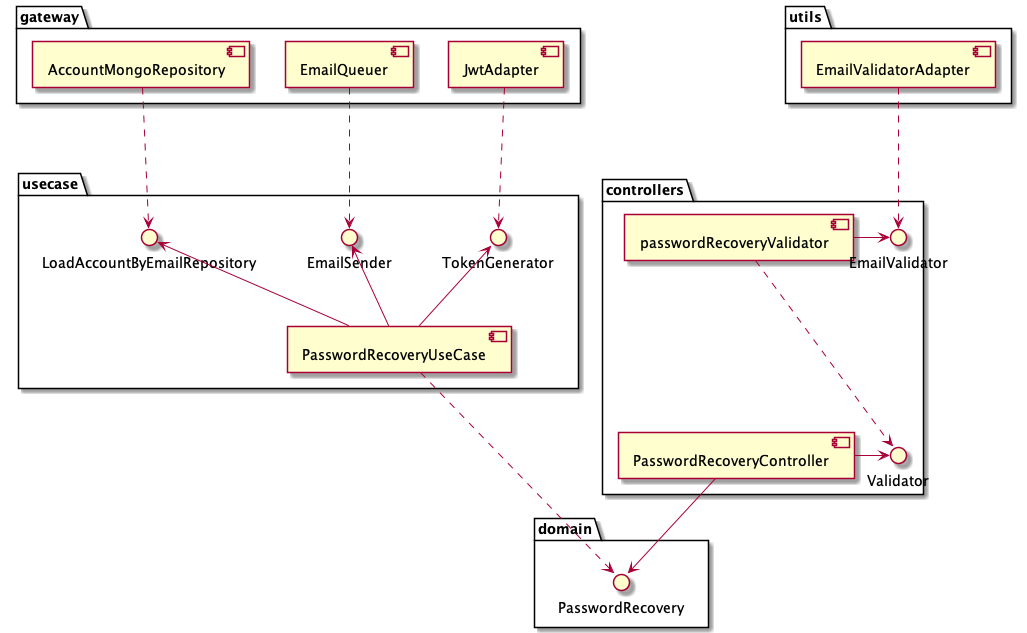 gateway
utils
AccountMongoRepository
EmailQueuer
JwtAdapter
EmailValidatorAdapter
usecase
controllers
passwordRecoveryValidator
LoadAccountByEmailRepository
EmailSender
TokenGenerator
EmailValidator
PasswordRecoveryUseCase
PasswordRecoveryController
Validator
domain
PasswordRecovery